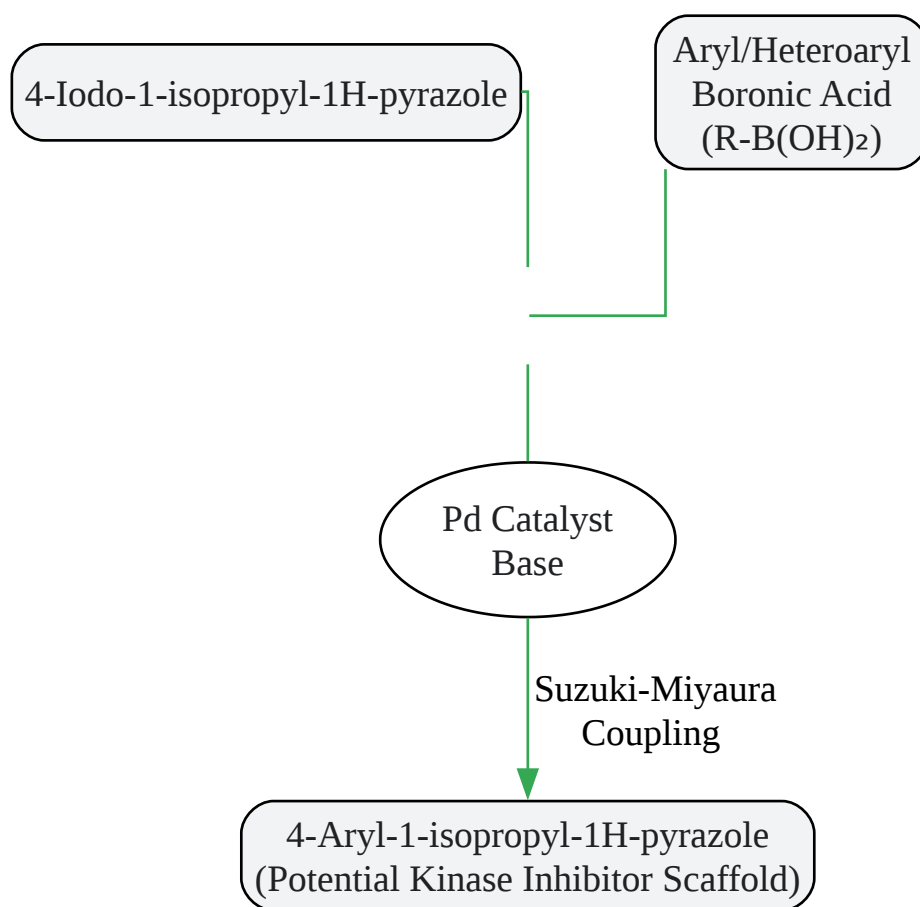 4-Iodo-1-isopropyl-1H-pyrazole
Aryl/Heteroaryl
Boronic Acid
(R-B(OH)₂)
Pd Catalyst
Base
Suzuki-Miyaura
Coupling
4-Aryl-1-isopropyl-1H-pyrazole
(Potential Kinase Inhibitor Scaffold)